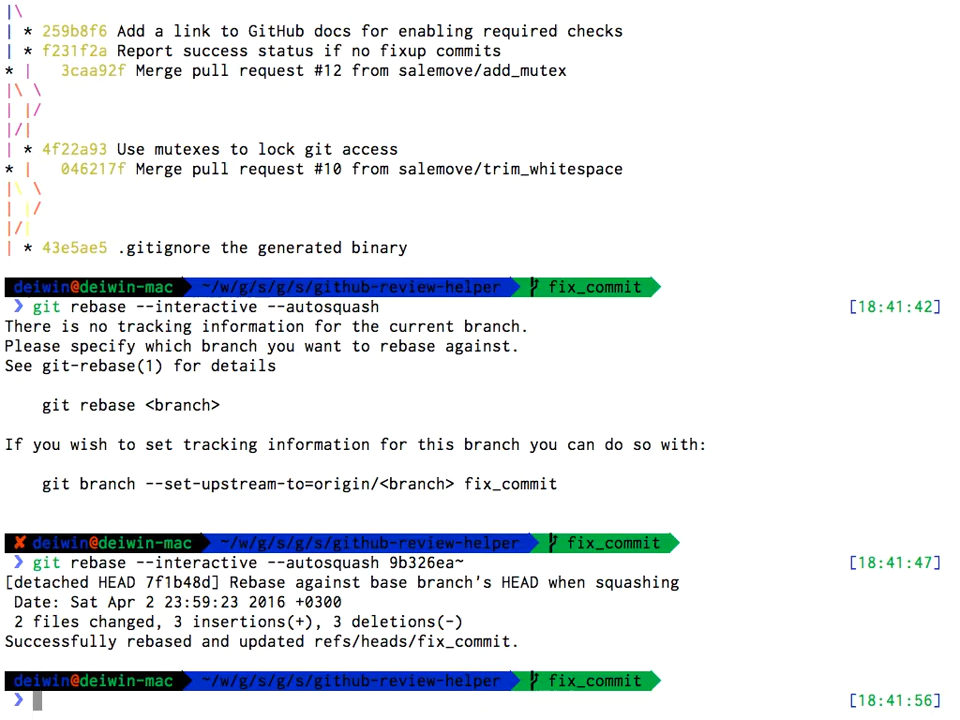 |\
| * 259b8f6 Add a link to GitHub docs for enabling required checks
| * f231f2a Report success status if no fixup commits
* |   3caa92f Merge pull request #12 from salemove/add_mutex
|\ \
| |/
|/|
| * 4f22a93 Use mutexes to lock git access
* |   046217f Merge pull request #10 from salemove/trim_whitespace
|\ \
| |/
|/|
| * 43e5ae5 .gitignore the generated binary
deiwin@deiwin-mac ~/w/g/s/g/s/github-review-helper fix_commit
❯ git rebase --interactive --autosquash [18:41:42]
There is no tracking information for the current branch.
Please specify which branch you want to rebase against.
See git-rebase(1) for details
git rebase <branch>
If you wish to set tracking information for this branch you can do so with:
git branch --set-upstream-to=origin/<branch> fix_commit
✘ deiwin@deiwin-mac ~/w/g/s/g/s/github-review-helper fix_commit
❯ git rebase --interactive --autosquash 9b326ea~ [18:41:47]
[detached HEAD 7f1b48d] Rebase against base branch's HEAD when squashing
Date: Sat Apr 2 23:59:23 2016 +0300
2 files changed, 3 insertions(+), 3 deletions(-)
Successfully rebased and updated refs/heads/fix_commit.
deiwin@deiwin-mac ~/w/g/s/g/s/github-review-helper fix_commit
❯ [18:41:56]